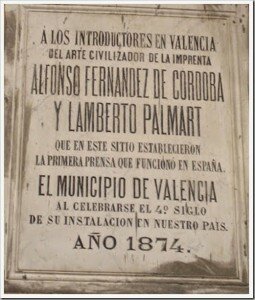 A LOS INTRODUCTORES EN VALENCIA
DEL ARTE CIVILIZADOR DE LA IMPRENTA
ALFONSO FERNANDEZ DE CORDOBA
Y LAMBERTO PALMART
QUE EN ESTE SITIO ESTABLECIERON
LA PRIMERA PRENSA QUE FUNCIONO EN ESPAÑA.
EL MUNICIPIO DE VALENCIA
AL CELEBRARSE EL 4º SIGLO
DE SU INSTALACION EN NUESTRO PAIS.
AÑO 1874.